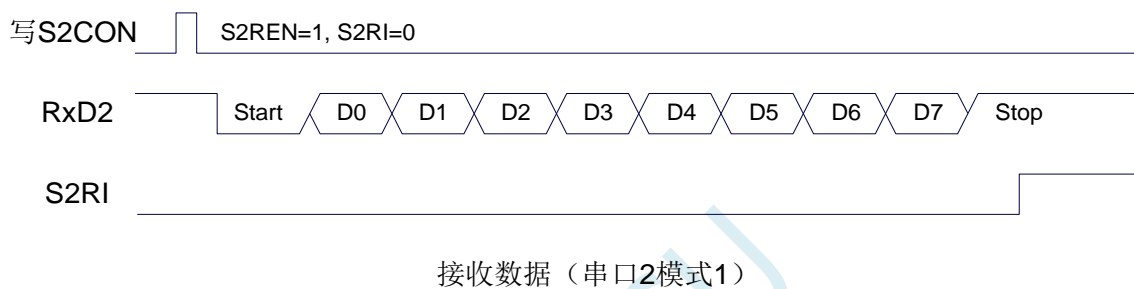 写S2CON S2REN=1, S2RI=0
RxD2 Start D0 D1 D2 D3 D4 D5 D6 D7 Stop
S2RI
接收数据（串口2模式1）